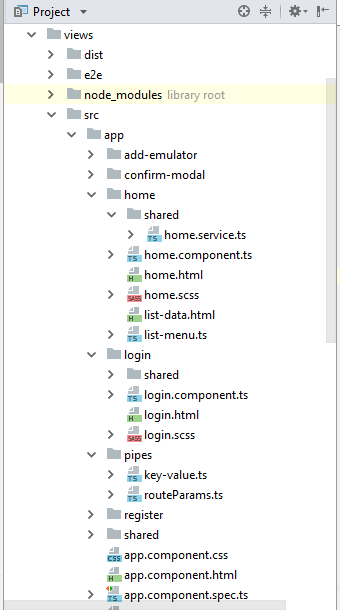 Project
views
dist
e2e
node_modules library root
src
app
add-emulator
confirm-modal
home
shared
home.service.ts
home.component.ts
home.html
home.scss
list-data.html
list-menu.ts
login
shared
login.component.ts
login.html
login.scss
pipes
key-value.ts
routeParams.ts
register
shared
app.component.css
app.component.html
app.component.spec.ts